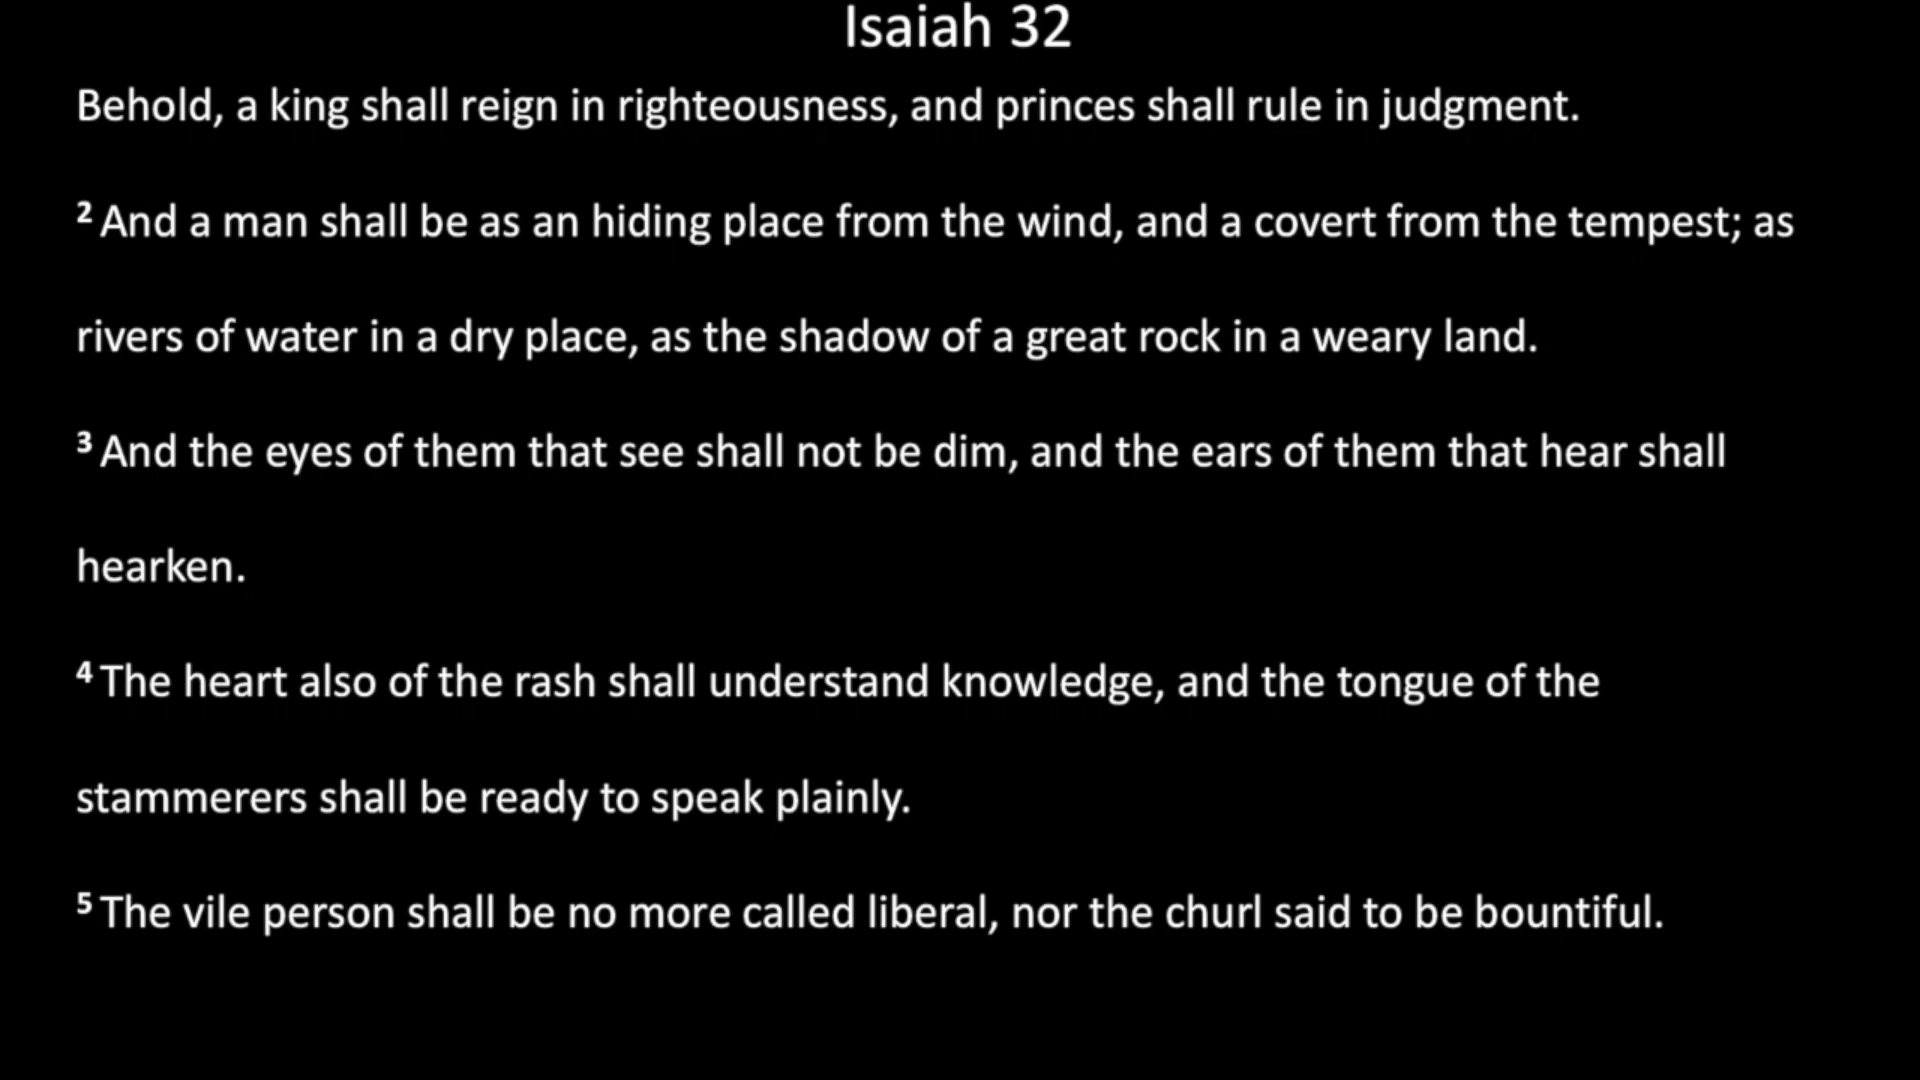 Isaiah 32
Behold, a king shall reign in righteousness, and princes shall rule in judgment.
2 And a man shall be as an hiding place from the wind, and a covert from the tempest; as
rivers of water in a dry place, as the shadow of a great rock in a weary land.
3 And the eyes of them that see shall not be dim, and the ears of them that hear shall
hearken.
4 The heart also of the rash shall understand knowledge, and the tongue of the
stammerers shall be ready to speak plainly.
5 The vile person shall be no more called liberal, nor the churl said to be bountiful.